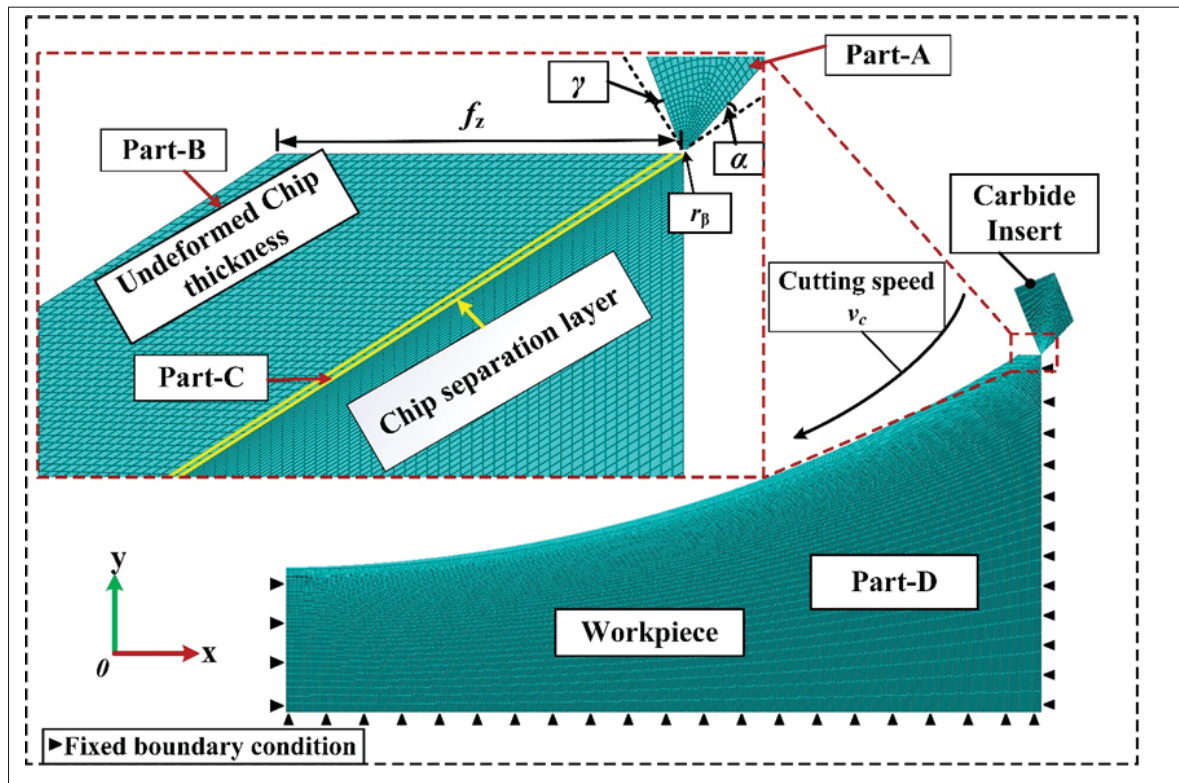 Part-A
γ
f_z
Part-B
α
Undeformed Chip
thickness
r_β
Carbide
Insert
Cutting speed
v_c
Chip separation layer
Part-C
y
Part-D
Workpiece
0
x
Fixed boundary condition